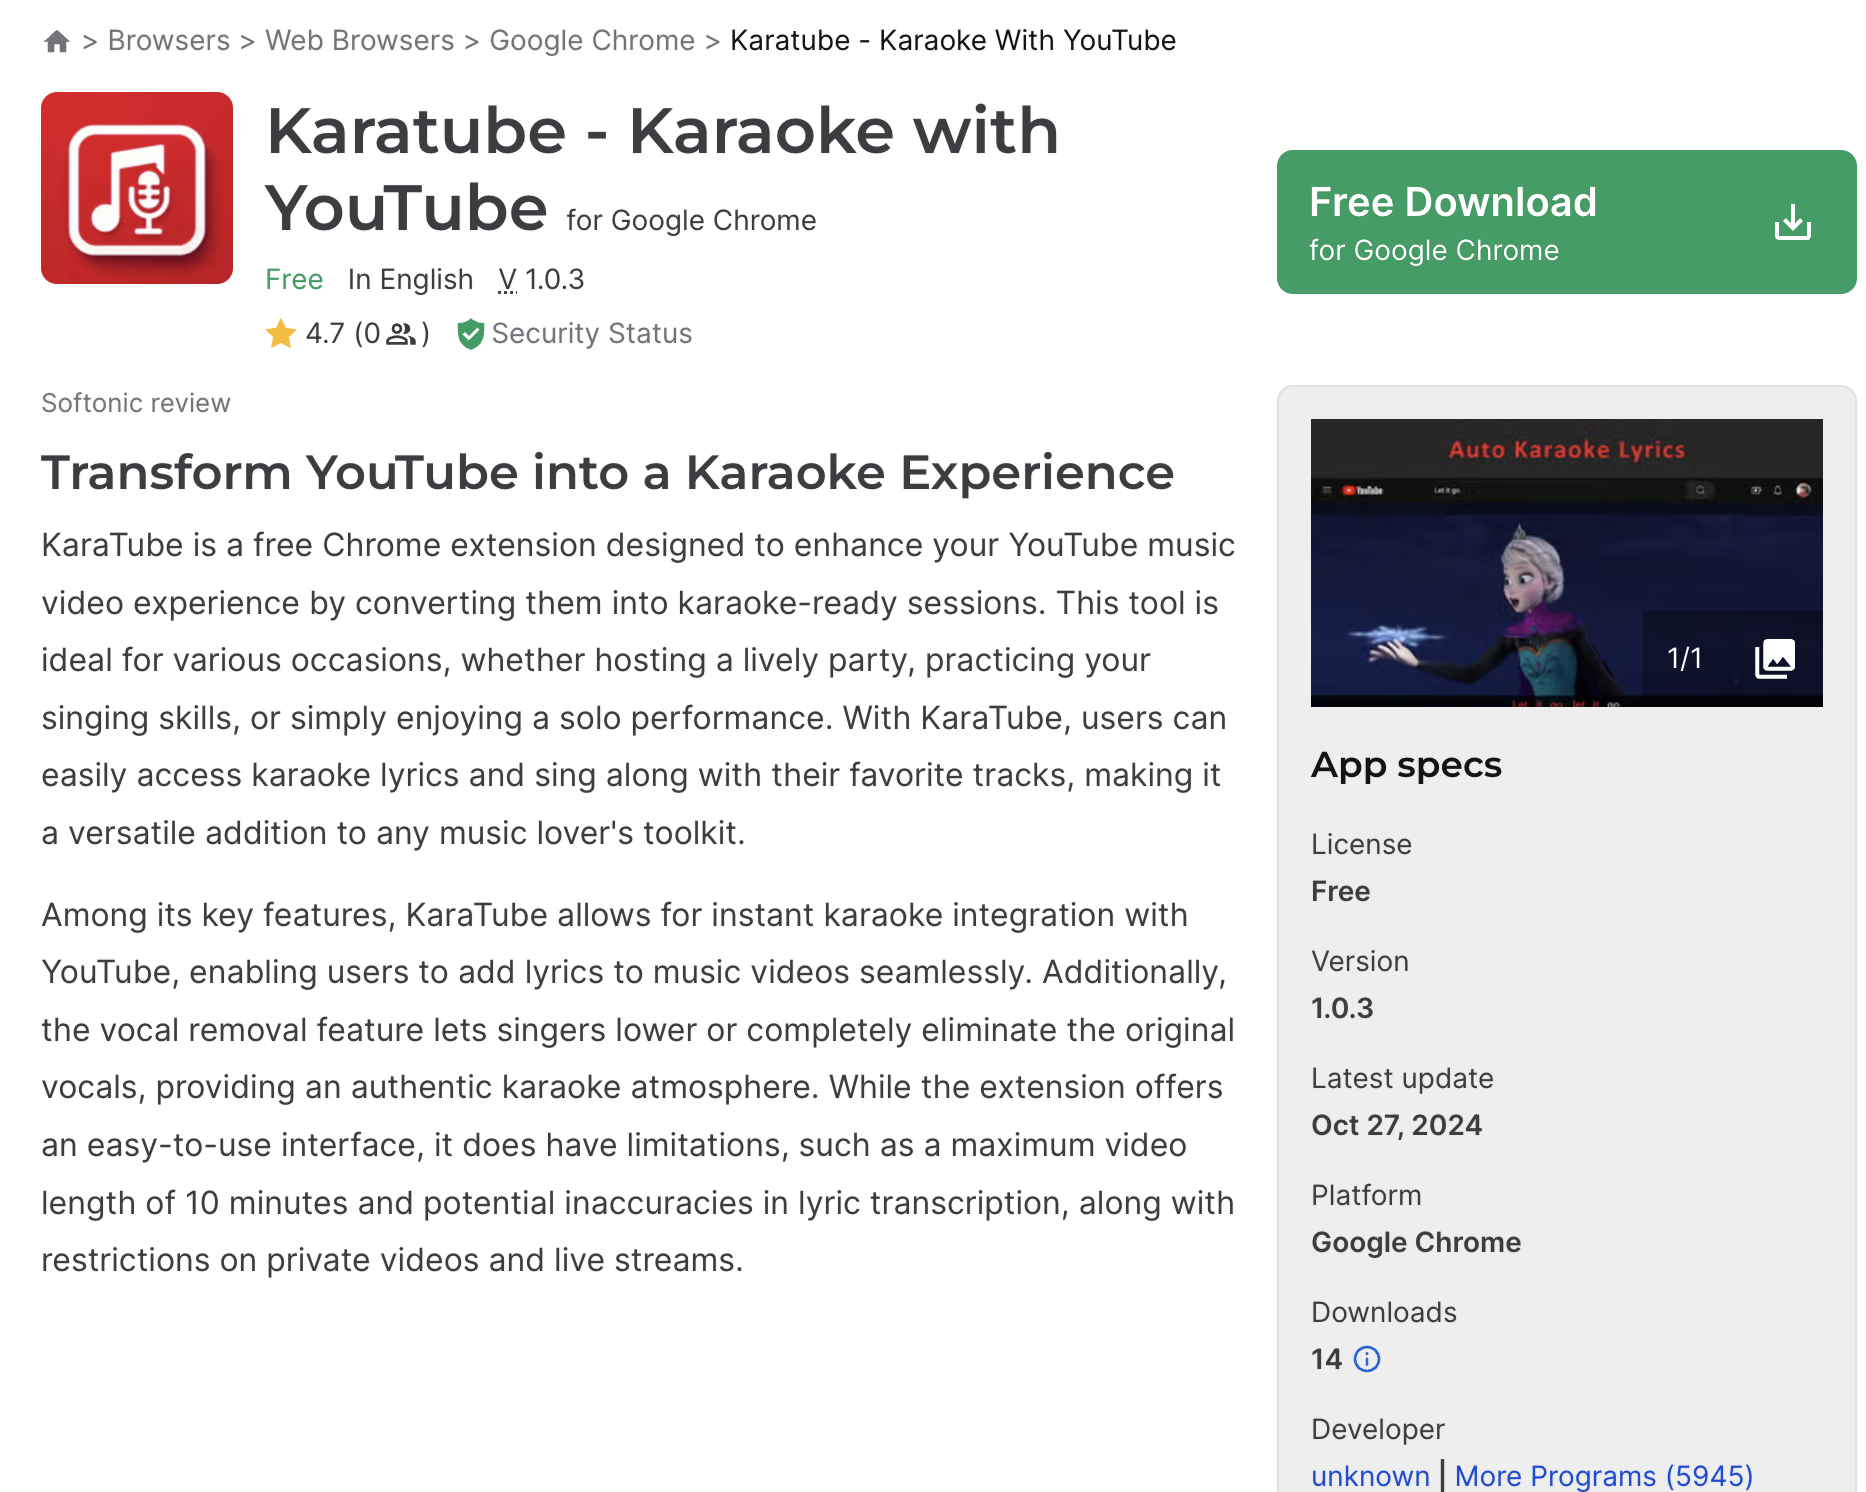 > Browsers > Web Browsers > Google Chrome > Karatube - Karaoke With YouTube
Karatube - Karaoke with
YouTube for Google Chrome
Free In English V 1.0.3
4.7 (0 )
Security Status
Free Download
for Google Chrome
Softonic review
Transform YouTube into a Karaoke Experience
KaraTube is a free Chrome extension designed to enhance your YouTube music
video experience by converting them into karaoke-ready sessions. This tool is
ideal for various occasions, whether hosting a lively party, practicing your
singing skills, or simply enjoying a solo performance. With KaraTube, users can
easily access karaoke lyrics and sing along with their favorite tracks, making it
a versatile addition to any music lover's toolkit.
Among its key features, KaraTube allows for instant karaoke integration with
YouTube, enabling users to add lyrics to music videos seamlessly. Additionally,
the vocal removal feature lets singers lower or completely eliminate the original
vocals, providing an authentic karaoke atmosphere. While the extension offers
an easy-to-use interface, it does have limitations, such as a maximum video
length of 10 minutes and potential inaccuracies in lyric transcription, along with
restrictions on private videos and live streams.
Auto Karaoke Lyrics
YouTube
Let it go
1/1
Let it go let it go
App specs
License
Free
Version
1.0.3
Latest update
Oct 27, 2024
Platform
Google Chrome
Downloads
14
Developer
unknown | More Programs (5945)